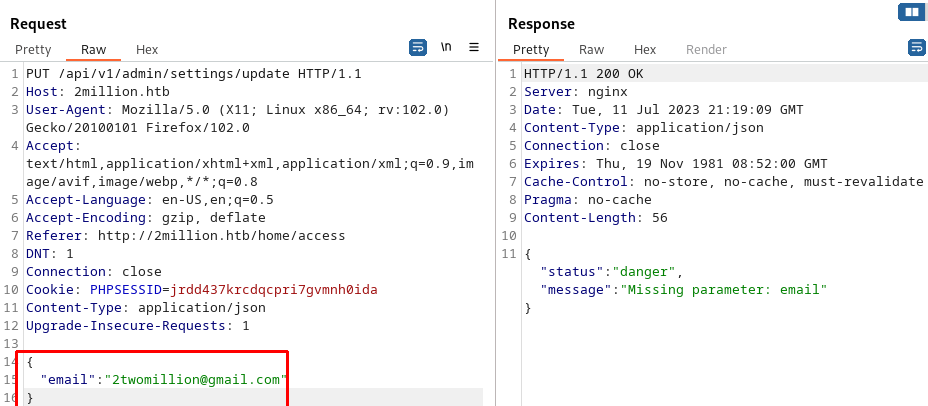 Request
Pretty Raw Hex
\n
1 PUT /api/v1/admin/settings/update HTTP/1.1
2 Host: 2million.htb
3 User-Agent: Mozilla/5.0 (X11; Linux x86_64; rv:102.0)
Gecko/20100101 Firefox/102.0
4 Accept:
text/html,application/xhtml+xml,application/xml;q=0.9,im
age/avif,image/webp,*/*;q=0.8
5 Accept-Language: en-US,en;q=0.5
6 Accept-Encoding: gzip, deflate
7 Referer: http://2million.htb/home/access
8 DNT: 1
9 Connection: close
10 Cookie: PHPSESSID=jrdd437krcdqcpri7gvmnh0ida
11 Content-Type: application/json
12 Upgrade-Insecure-Requests: 1
13
14 {
15 "email":"2twomillion@gmail.com"
16 }
Response
Pretty Raw Hex Render
1 HTTP/1.1 200 OK
2 Server: nginx
3 Date: Tue, 11 Jul 2023 21:19:09 GMT
4 Content-Type: application/json
5 Connection: close
6 Expires: Thu, 19 Nov 1981 08:52:00 GMT
7 Cache-Control: no-store, no-cache, must-revalidate
8 Pragma: no-cache
9 Content-Length: 56
10
11 {
"status":"danger",
"message":"Missing parameter: email"
}